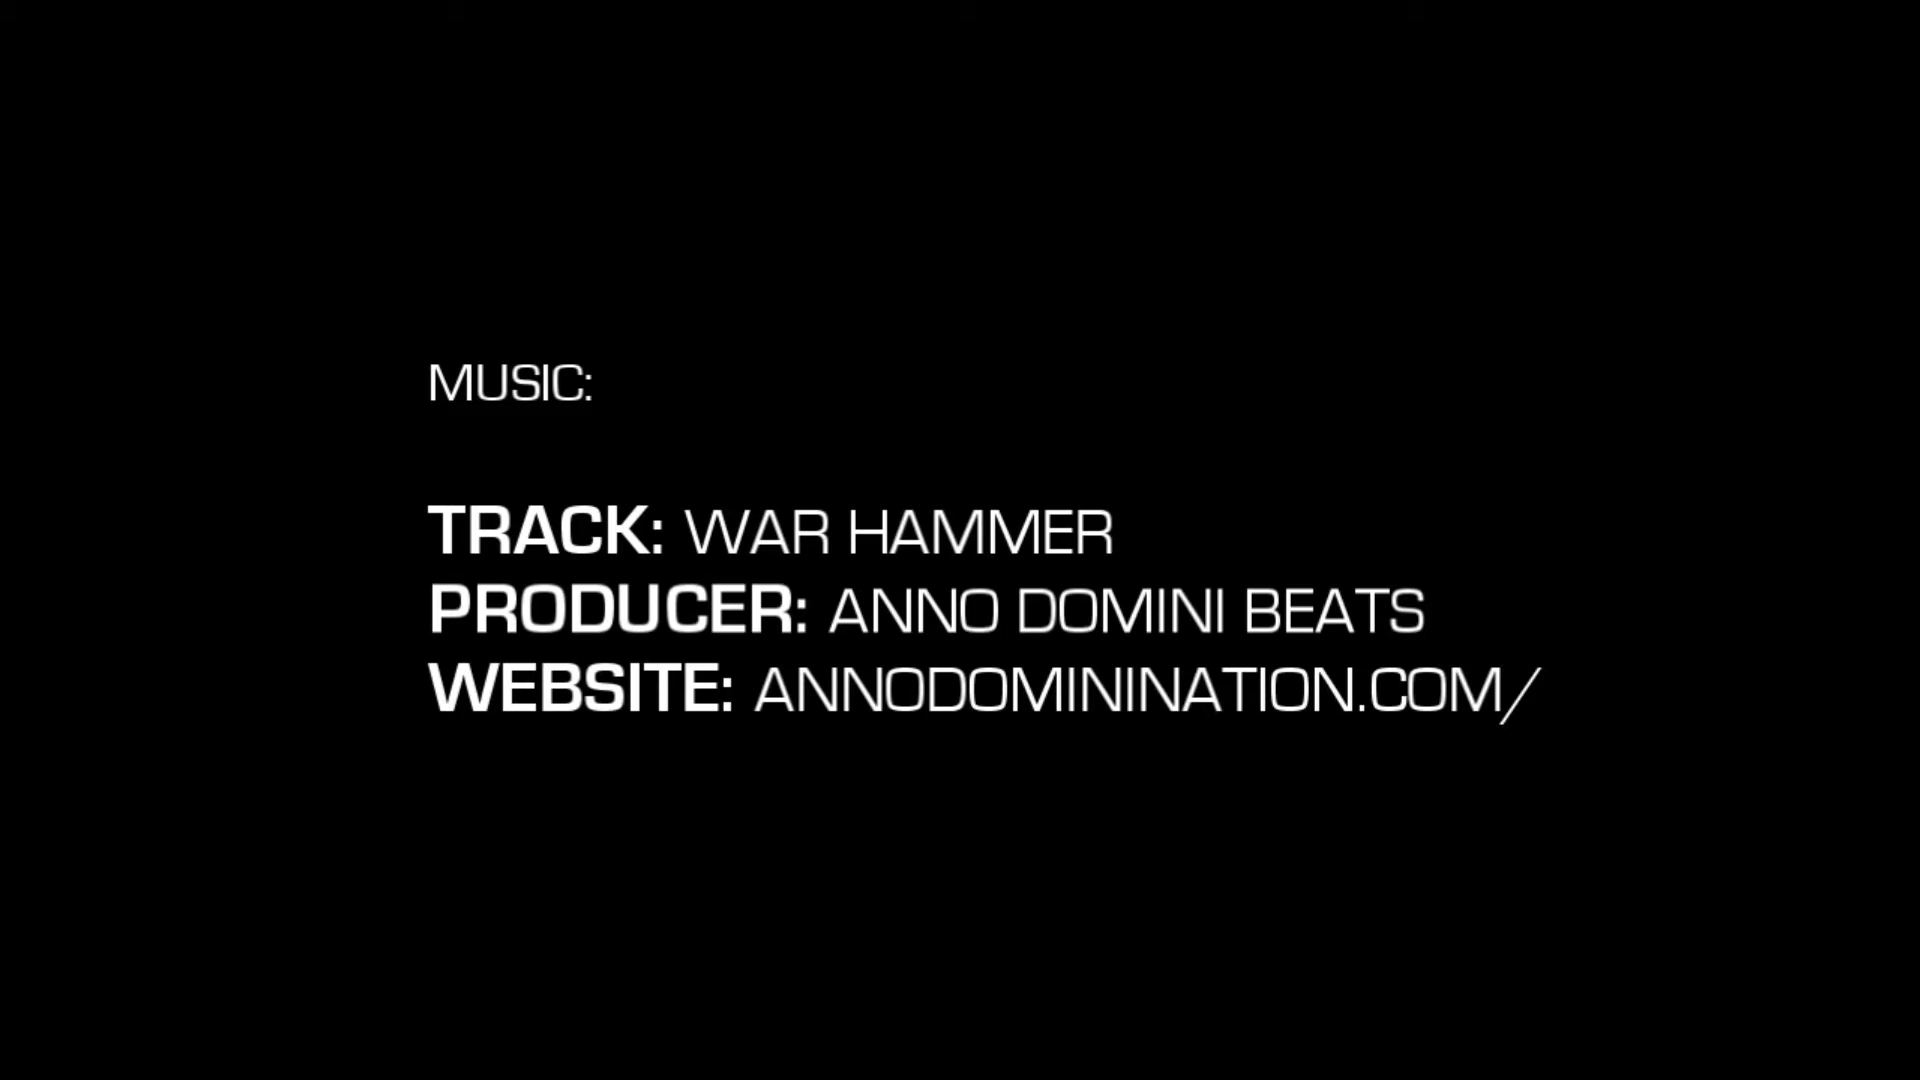 MUSIC:
TRACK: WAR HAMMER
PRODUCER: ANNO DOMINI BEATS
WEBSITE: ANNODOMININATION.COM/